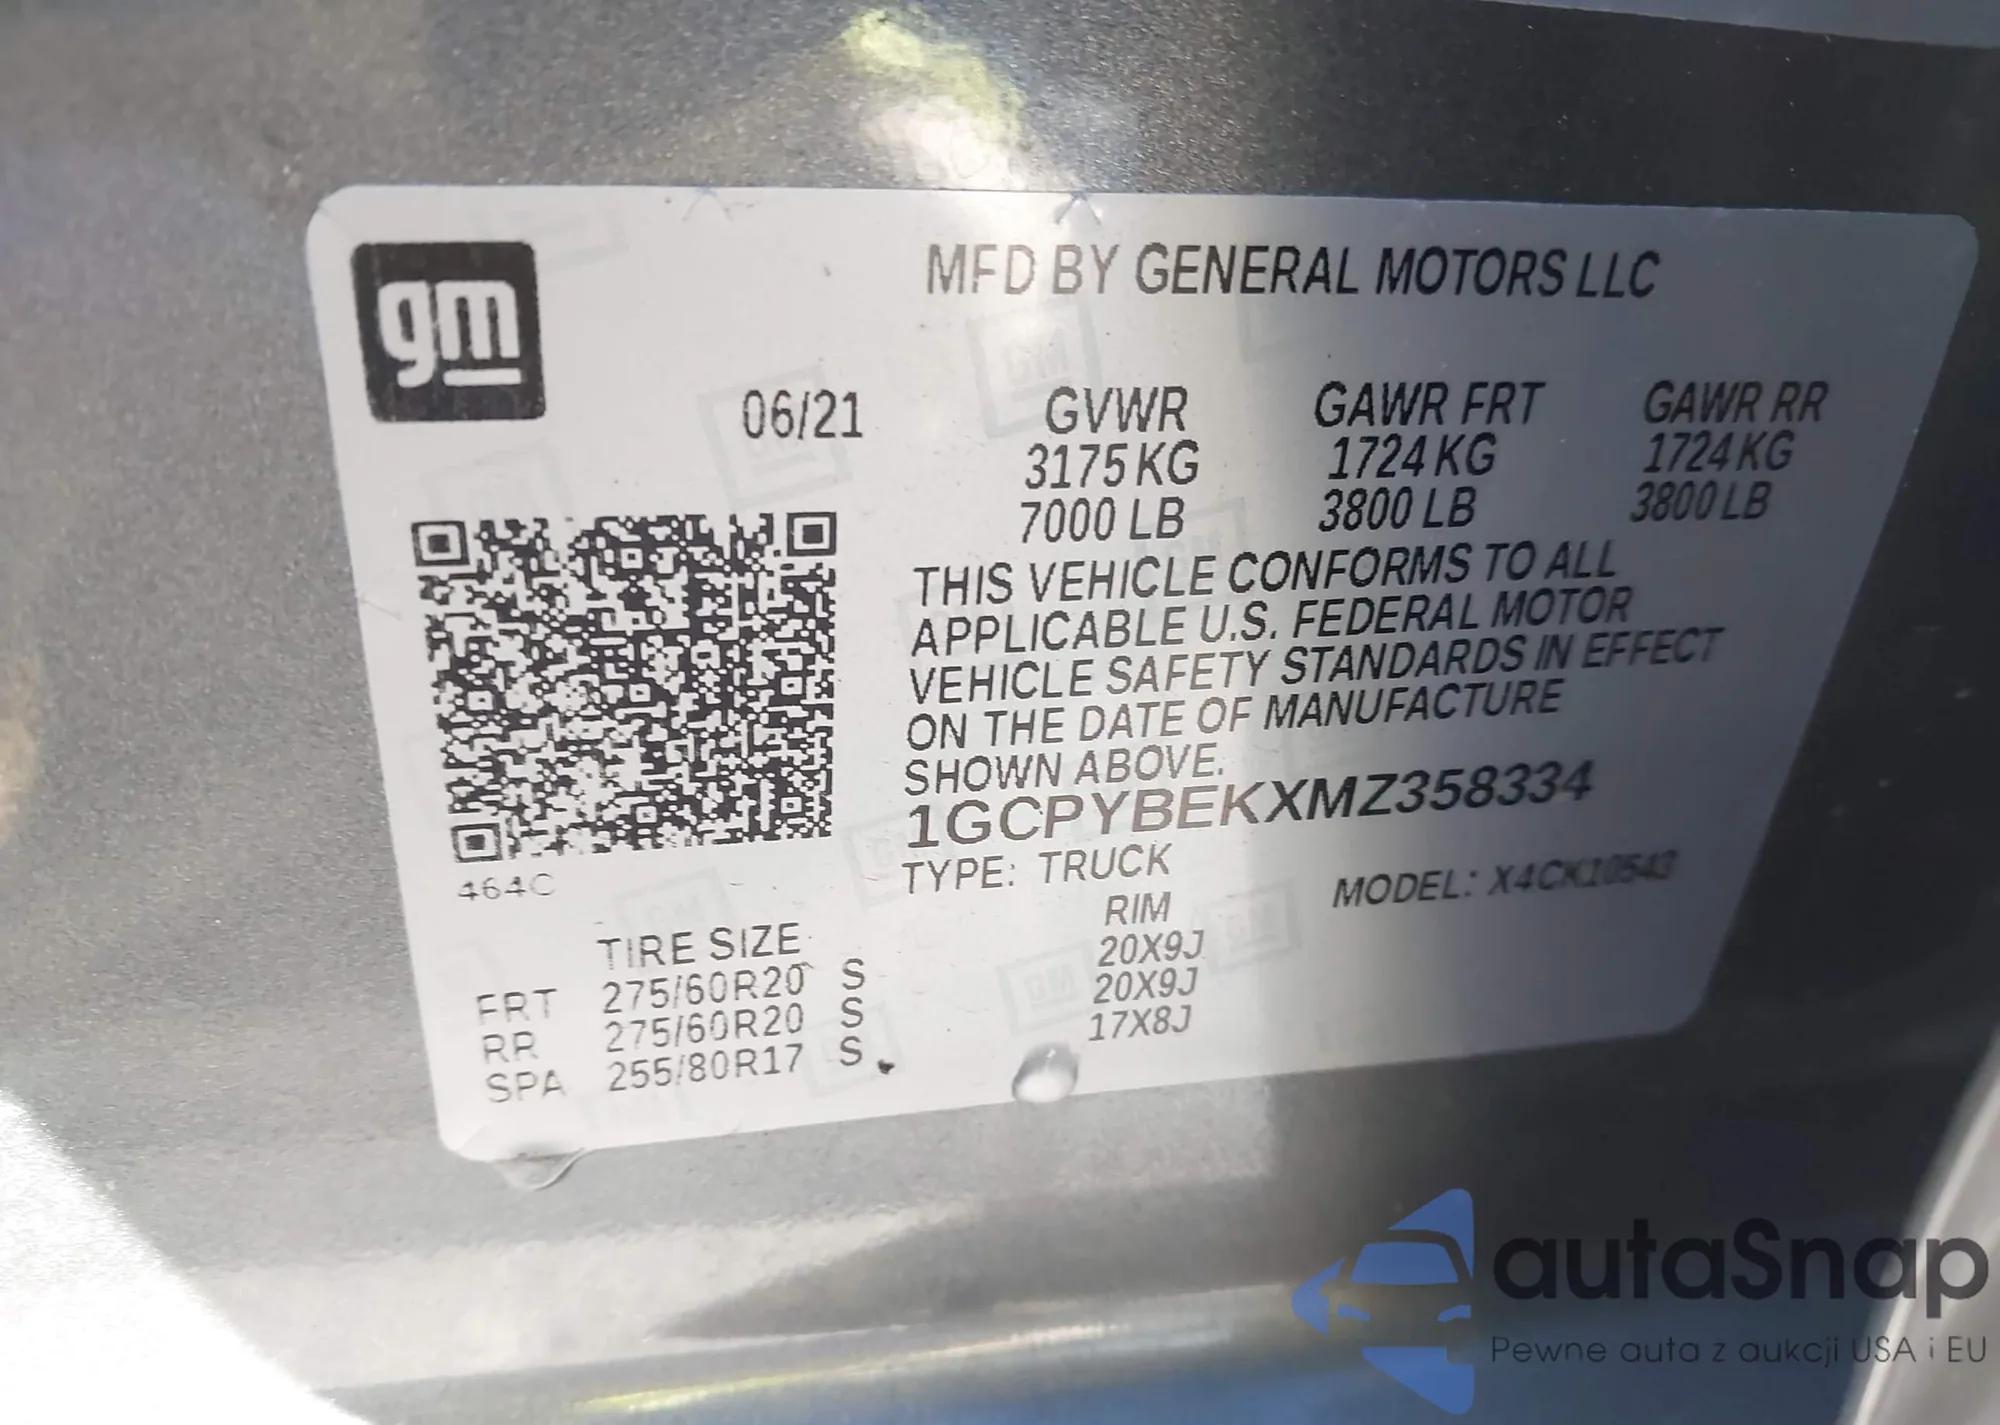 gm
MFD BY GENERAL MOTORS LLC
06/21
GVWR GAWR FRT GAWR RR
3175 KG 1724 KG 1724 KG
7000 LB 3800 LB 3800 LB
THIS VEHICLE CONFORMS TO ALL
APPLICABLE U.S. FEDERAL MOTOR
VEHICLE SAFETY STANDARDS IN EFFECT
ON THE DATE OF MANUFACTURE
SHOWN ABOVE.
1GCPYBEKXMZ358334
TYPE: TRUCK MODEL: X4CK10543
464C
TIRE SIZE RIM
FRT 275/60R20 S 20X9J
RR 275/60R20 S 20X9J
SPA 255/80R17 S 17X8J
autaSnap
Pewne auta z aukcji USA i EU